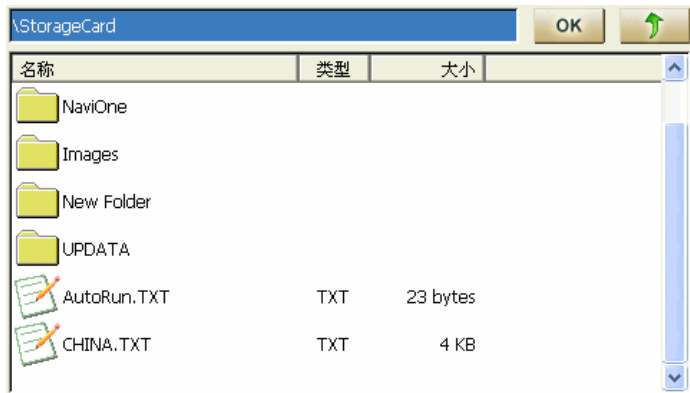 \StorageCard OK
名称 类型 大小
NaviOne
Images
New Folder
UPDATA
AutoRun.TXT TXT 23 bytes
CHINA.TXT TXT 4 KB